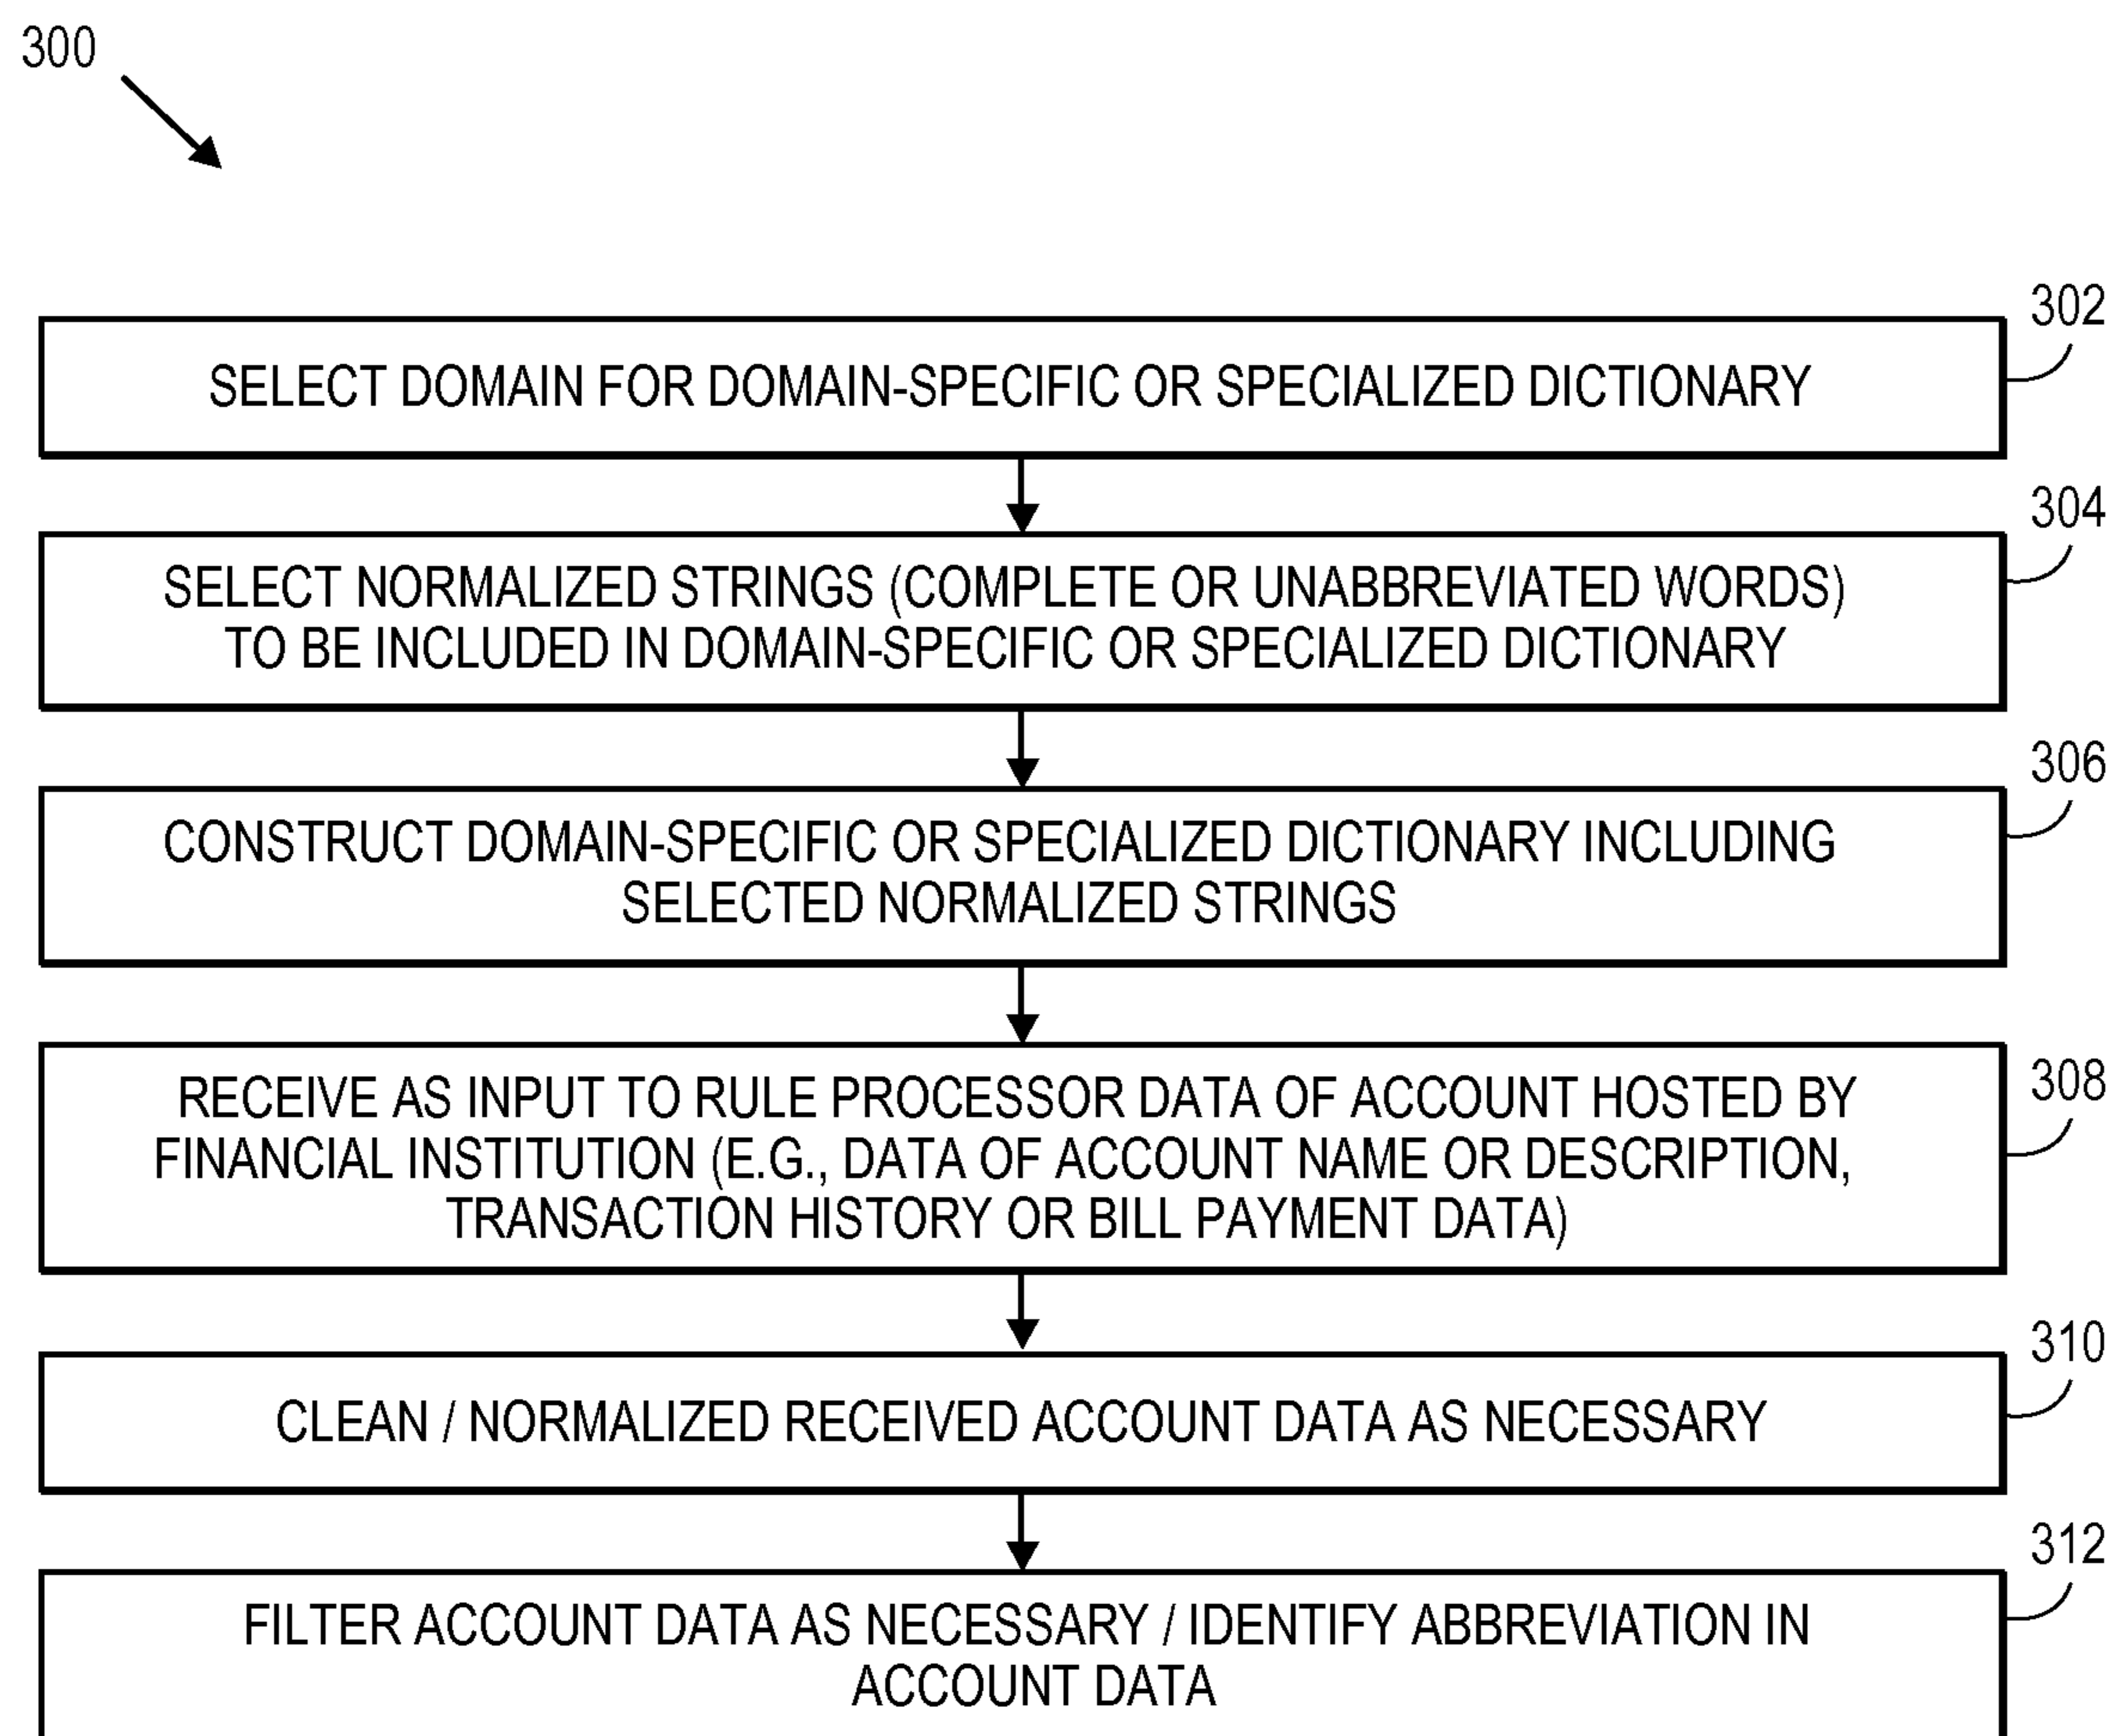 300
302
SELECT DOMAIN FOR DOMAIN-SPECIFIC OR SPECIALIZED DICTIONARY
304
SELECT NORMALIZED STRINGS (COMPLETE OR UNABBREVIATED WORDS)
TO BE INCLUDED IN DOMAIN-SPECIFIC OR SPECIALIZED DICTIONARY
306
CONSTRUCT DOMAIN-SPECIFIC OR SPECIALIZED DICTIONARY INCLUDING
SELECTED NORMALIZED STRINGS
308
RECEIVE AS INPUT TO RULE PROCESSOR DATA OF ACCOUNT HOSTED BY
FINANCIAL INSTITUTION (E.G., DATA OF ACCOUNT NAME OR DESCRIPTION,
TRANSACTION HISTORY OR BILL PAYMENT DATA)
310
CLEAN / NORMALIZED RECEIVED ACCOUNT DATA AS NECESSARY
312
FILTER ACCOUNT DATA AS NECESSARY / IDENTIFY ABBREVIATION IN
ACCOUNT DATA